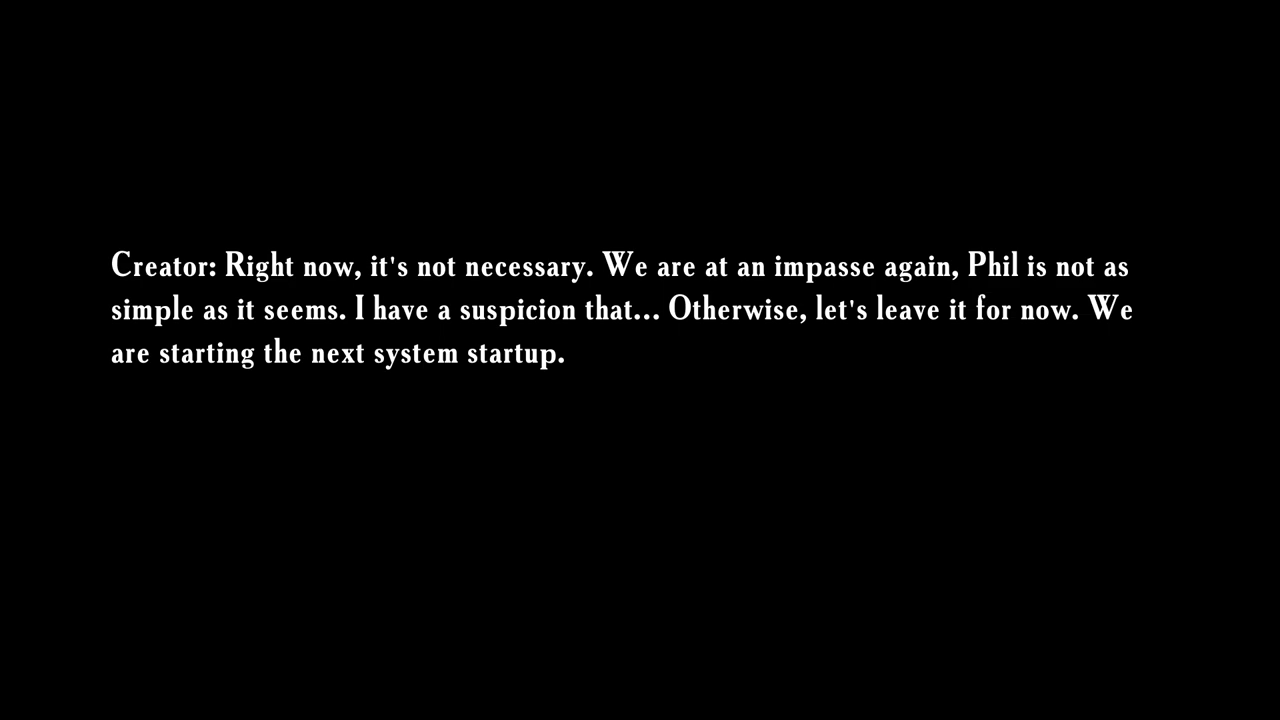 Creator: Right now, it's not necessary. We are at an impasse again, Phil is not as
simple as it seems. I have a suspicion that... Otherwise, let's leave it for now. We
are starting the next system startup.